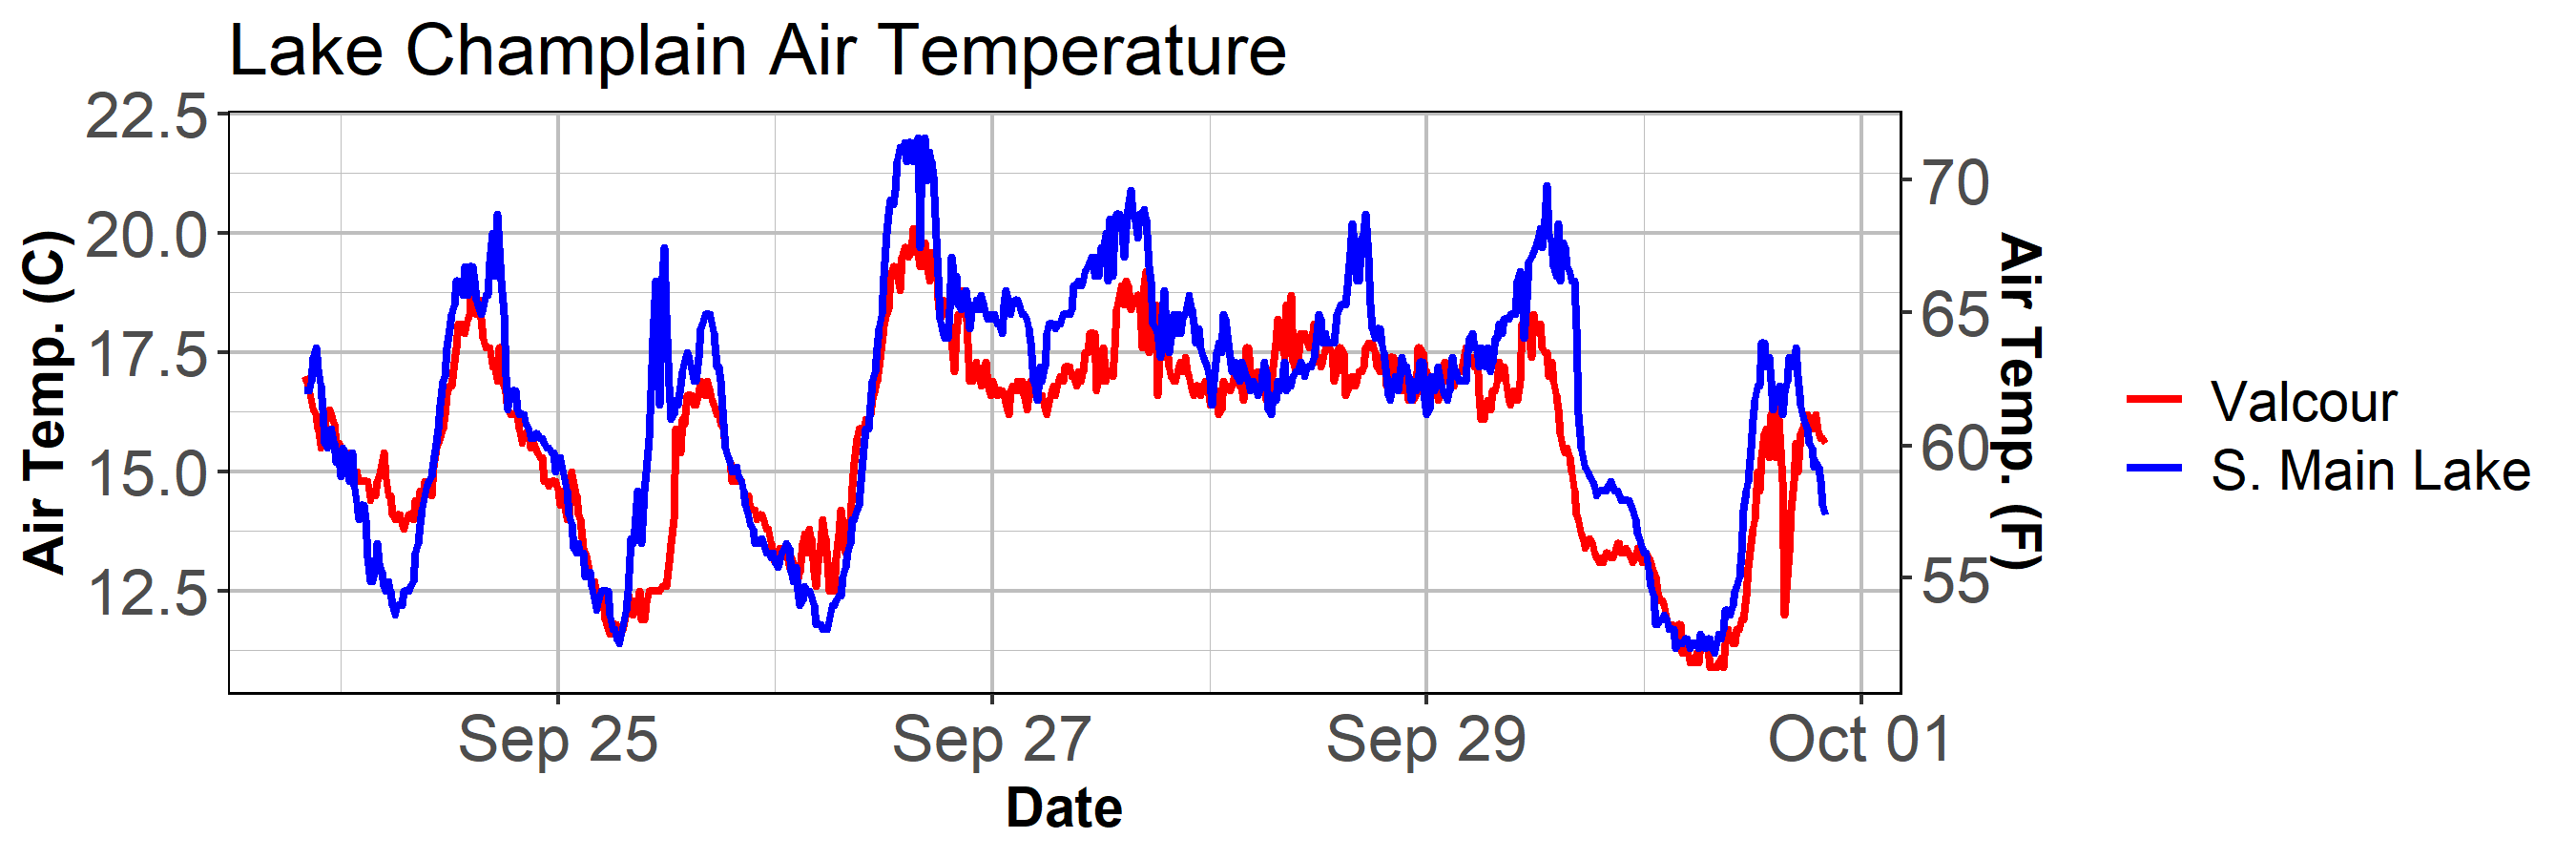 Lake Champlain Air Temperature
Air Temp. (C)
22.5
20.0
17.5
15.0
12.5
70
65
60
55
Air Temp. (F)
Sep 25
Sep 27
Sep 29
Oct 01
Date
Valcour
S. Main Lake